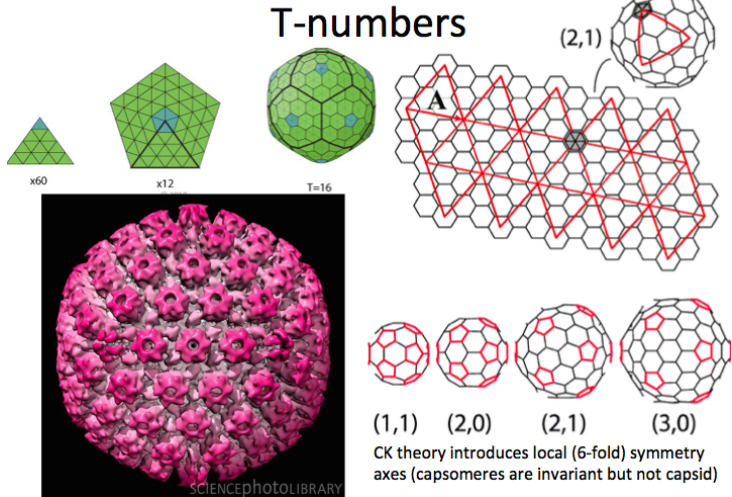 T-numbers
(2,1)
A
x60
x12
T=16
SCIENCEphotoLIBRARY
(1,1) (2,0) (2,1) (3,0)
CK theory introduces local (6-fold) symmetry
axes (capsomeres are invariant but not capsid)